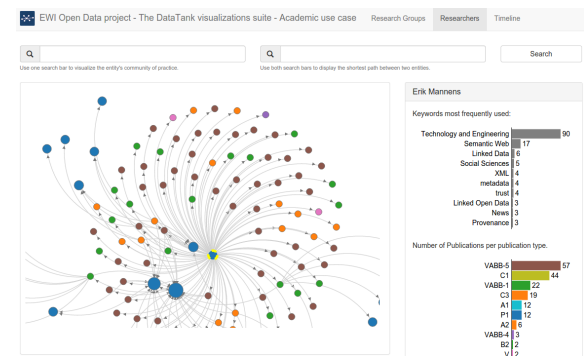 EWI Open Data project - The DataTank visualizations suite - Academic use case Research Groups Researchers Timeline
Search
Use one search bar to visualize the entity's community of practice. Use both search bars to display the shortest path between two entities.
Erik Mannens
Keywords most frequently used:
Technology and Engineering 90
Semantic Web 17
Linked Data 6
Social Sciences 5
XML 4
metadata 4
trust 4
Linked Open Data 3
News 3
Provenance 3
Number of Publications per publication type.
VABB-5 57
C1 44
VABB-1 22
C3 19
A1 12
P1 12
A2 6
VABB-4 3
B2 2
V 2